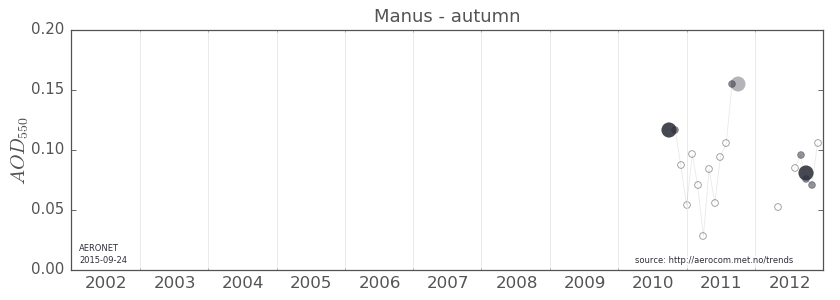 Manus - autumn
0.20
0.15
0.10
0.05
0.00
AOD550
AERONET
2015-09-24
source: http://aerocom.met.no/trends
2002 2003 2004 2005 2006 2007 2008 2009 2010 2011 2012